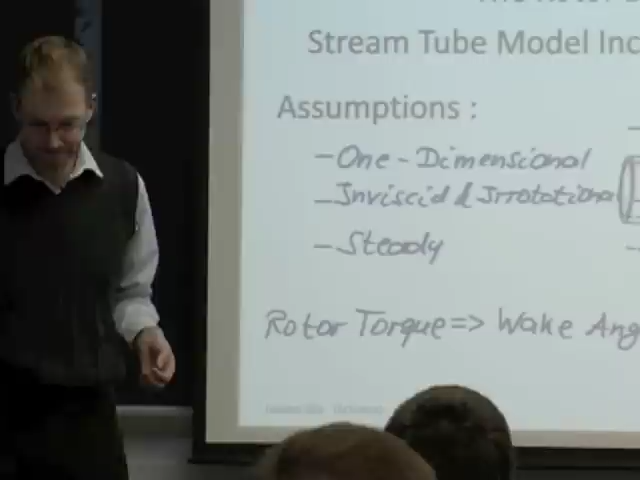 Stream Tube Model Inc
Assumptions :
- One-Dimensional
- Inviscid & Irrotational
- Steady
Rotor Torque => Wake Ang